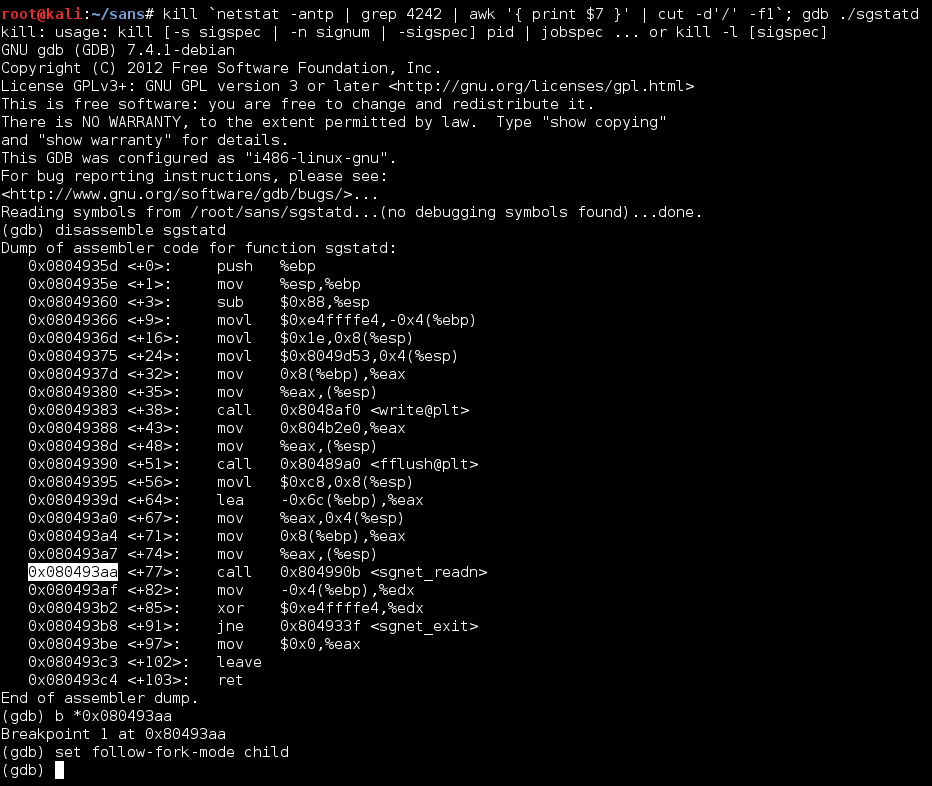 root@kali:~/sans# kill `netstat -antp | grep 4242 | awk '{ print $7 }' | cut -d'/' -f1`; gdb ./sgstatd
kill: usage: kill [-s sigspec | -n signum | -sigspec] pid | jobspec ... or kill -l [sigspec]
GNU gdb (GDB) 7.4.1-debian
Copyright (C) 2012 Free Software Foundation, Inc.
License GPLv3+: GNU GPL version 3 or later <http://gnu.org/licenses/gpl.html>
This is free software: you are free to change and redistribute it.
There is NO WARRANTY, to the extent permitted by law.  Type "show copying"
and "show warranty" for details.
This GDB was configured as "i486-linux-gnu".
For bug reporting instructions, please see:
<http://www.gnu.org/software/gdb/bugs/>...
Reading symbols from /root/sans/sgstatd...(no debugging symbols found)...done.
(gdb) disassemble sgstatd
Dump of assembler code for function sgstatd:
   0x0804935d <+0>:     push   %ebp
   0x0804935e <+1>:     mov    %esp,%ebp
   0x08049360 <+3>:     sub    $0x88,%esp
   0x08049366 <+9>:     movl   $0xe4ffffe4,-0x4(%ebp)
   0x0804936d <+16>:    movl   $0x1e,0x8(%esp)
   0x08049375 <+24>:    movl   $0x8049d53,0x4(%esp)
   0x0804937d <+32>:    mov    0x8(%ebp),%eax
   0x08049380 <+35>:    mov    %eax,(%esp)
   0x08049383 <+38>:    call   0x8048af0 <write@plt>
   0x08049388 <+43>:    mov    0x804b2e0,%eax
   0x0804938d <+48>:    mov    %eax,(%esp)
   0x08049390 <+51>:    call   0x80489a0 <fflush@plt>
   0x08049395 <+56>:    movl   $0xc8,0x8(%esp)
   0x0804939d <+64>:    lea    -0x6c(%ebp),%eax
   0x080493a0 <+67>:    mov    %eax,0x4(%esp)
   0x080493a4 <+71>:    mov    0x8(%ebp),%eax
   0x080493a7 <+74>:    mov    %eax,(%esp)
   0x080493aa <+77>:    call   0x804990b <sgnet_readn>
   0x080493af <+82>:    mov    -0x4(%ebp),%edx
   0x080493b2 <+85>:    xor    $0xe4ffffe4,%edx
   0x080493b8 <+91>:    jne    0x804933f <sgnet_exit>
   0x080493be <+97>:    mov    $0x0,%eax
   0x080493c3 <+102>:   leave
   0x080493c4 <+103>:   ret
End of assembler dump.
(gdb) b *0x080493aa
Breakpoint 1 at 0x80493aa
(gdb) set follow-fork-mode child
(gdb)